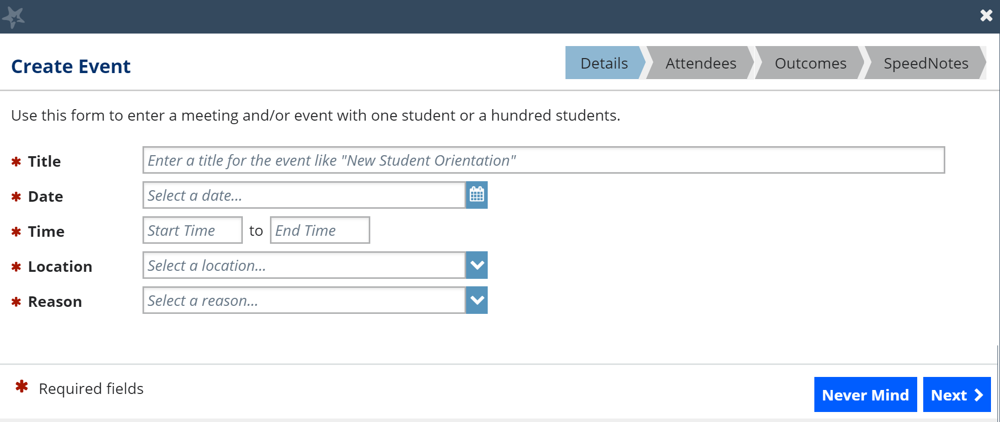 Create Event
Details Attendees Outcomes SpeedNotes
Use this form to enter a meeting and/or event with one student or a hundred students.
* Title Enter a title for the event like "New Student Orientation"
* Date Select a date...
* Time Start Time to End Time
* Location Select a location...
* Reason Select a reason...
* Required fields
Never Mind Next